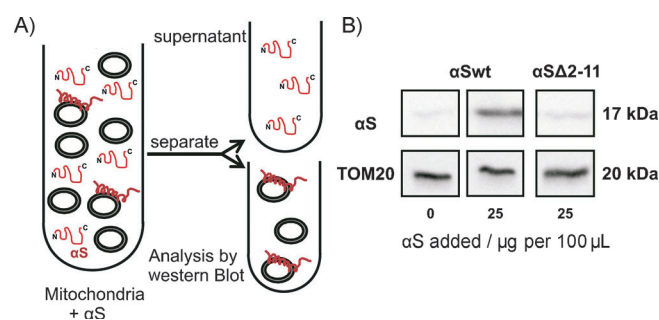 A)
supernatant
N C
N C
N C
N C
N C
N C
N C
separate
N C
αS
Analysis by
western Blot
Mitochondria
+ αS
B)
αSwt αSΔ2-11
αS 17 kDa
TOM20 20 kDa
0 25 25
αS added / µg per 100 µL